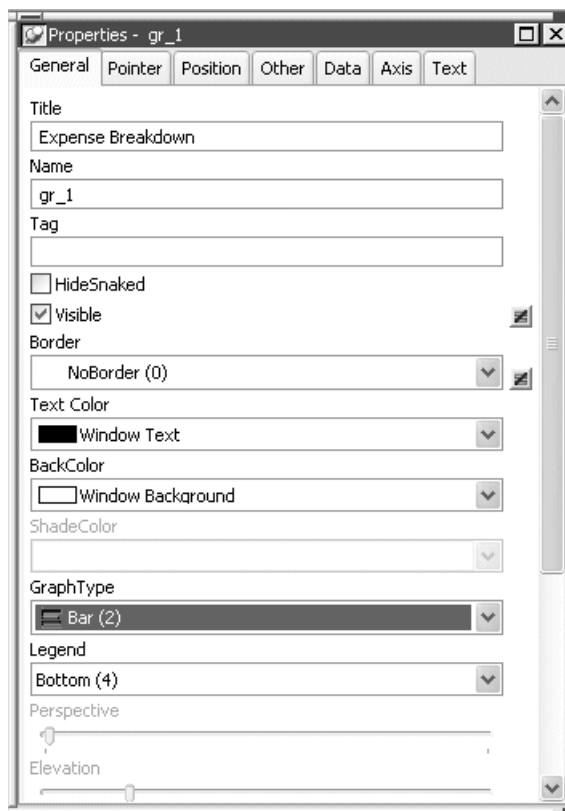 Properties - gr_1
General Pointer Position Other Data Axis Text
Title
Expense Breakdown
Name
gr_1
Tag
HideSnaked
Visible
Border
NoBorder (0)
Text Color
Window Text
BackColor
Window Background
ShadeColor
GraphType
Bar (2)
Legend
Bottom (4)
Perspective
Elevation